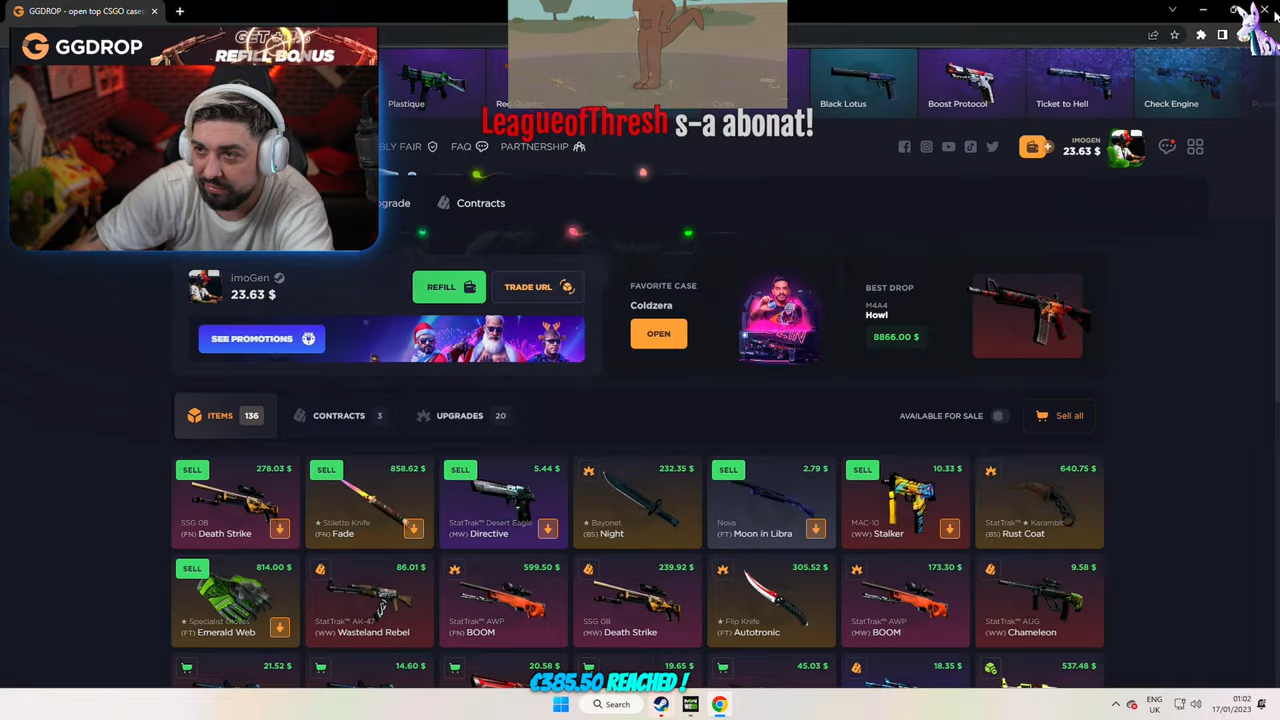 GGDROP - open top CSGO cases
GGDROP
REFILL BONUS
Plastique
Black Lotus
Boost Protocol
Ticket to Hell
Check Engine
LeagueofThresh s-a abonat!
FAQ
PARTNERSHIP
IMOGEN
23.63 $
Contracts
imoGen
23.63 $
REFILL
TRADE URL
SEE PROMOTIONS
FAVORITE CASE
Coldzera
OPEN
BEST DROP
M4A4
Howl
8866.00 $
ITEMS 136
CONTRACTS 3
UPGRADES 20
AVAILABLE FOR SALE
Sell all
SELL 278.03 $
SSG 08
(FN) Death Strike
SELL 858.62 $
★ Stiletto Knife
(FN) Fade
SELL 5.44 $
StatTrak™ Desert Eagle
(MW) Directive
232.35 $
★ Bayonet
(BS) Night
SELL 2.79 $
Nova
(FT) Moon in Libra
SELL 10.33 $
MAC-10
(WW) Stalker
640.75 $
StatTrak™ ★ Karambit
(BS) Rust Coat
SELL 814.00 $
★ Specialist Gloves
(FT) Emerald Web
86.01 $
StatTrak™ AK-47
(WW) Wasteland Rebel
599.50 $
StatTrak™ AWP
(FN) BOOM
239.92 $
SSG 08
(MW) Death Strike
305.52 $
★ Flip Knife
(FT) Autotronic
173.30 $
StatTrak™ AWP
(MW) BOOM
9.58 $
StatTrak™ AUG
(WW) Chameleon
21.52 $
14.60 $
20.58 $
19.65 $
45.03 $
18.35 $
537.48 $
€385.50 REACHED !
Search
ENG
UK
01:02
17/01/2023